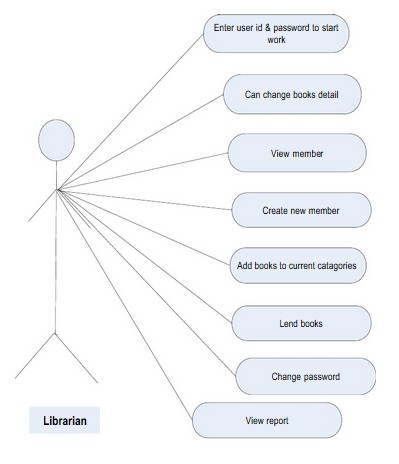 Enter user id & password to start
work
Can change books detail
View member
Create new member
Add books to current catagories
Lend books
Change password
View report
Librarian